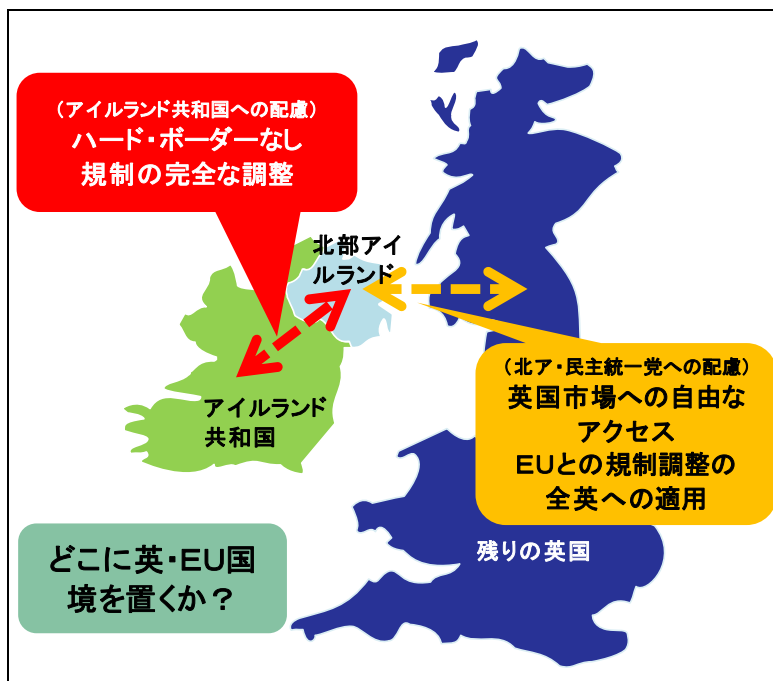 （アイルランド共和国への配慮）
ハード・ボーダーなし
規制の完全な調整
北部アイ
ルランド
（北ア・民主統一党への配慮）
英国市場への自由な
アクセス
ＥＵとの規制調整の
全英への適用
アイルランド
共和国
どこに英・ＥＵ国
境を置くか？
残りの英国